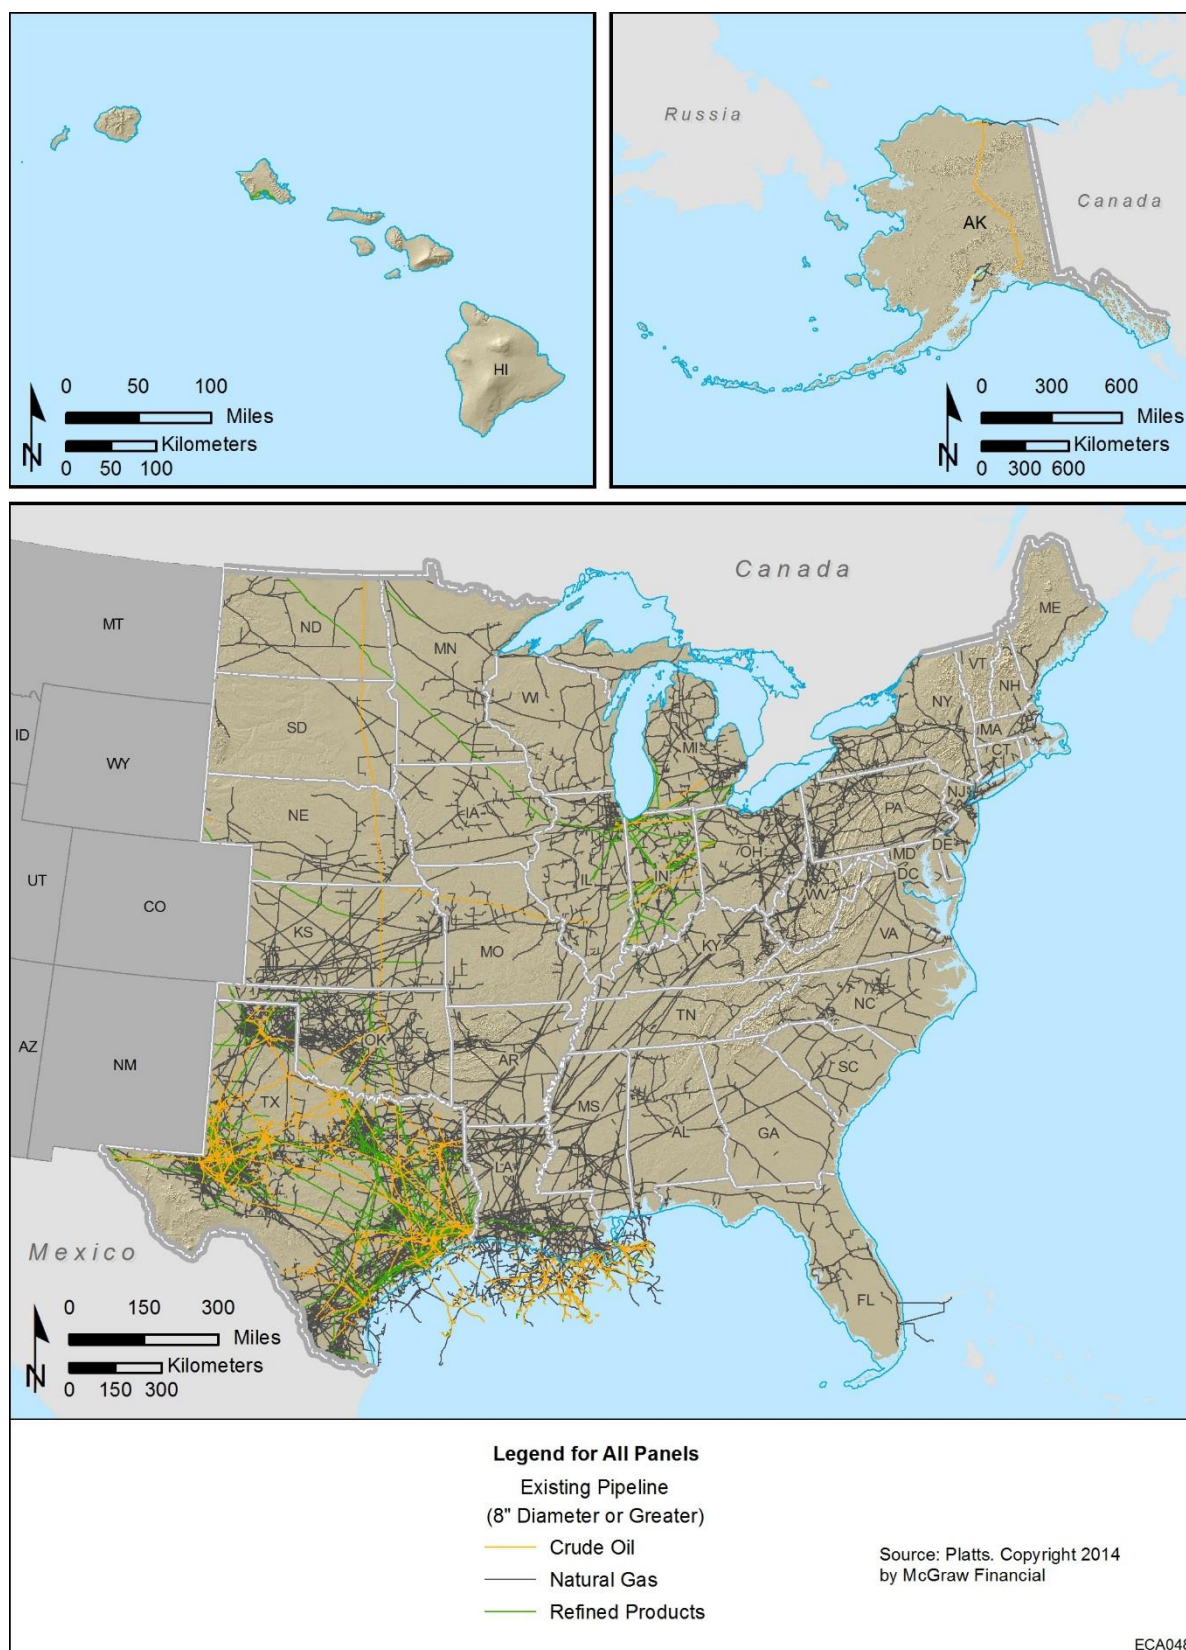 Russia
Canada
AK
HI
0 50 100
Miles
Kilometers
0 50 100
N
0 300 600
Miles
Kilometers
0 300 600
N
Canada
MT
ND
MN
ME
VT
NH
WI
NY
ID
SD
MI
MA
WY
CT
IA
PA
NJ
NE
OH
MD
DE
DC
UT
IL
IN
WV
CO
KS
MO
KY
VA
NC
TN
AZ
NM
OK
AR
SC
TX
MS
AL
GA
LA
Mexico
FL
0 150 300
Miles
Kilometers
0 150 300
N
Legend for All Panels
Existing Pipeline
(8" Diameter or Greater)
Crude Oil
Natural Gas
Refined Products
Source: Platts. Copyright 2014
by McGraw Financial
ECA048